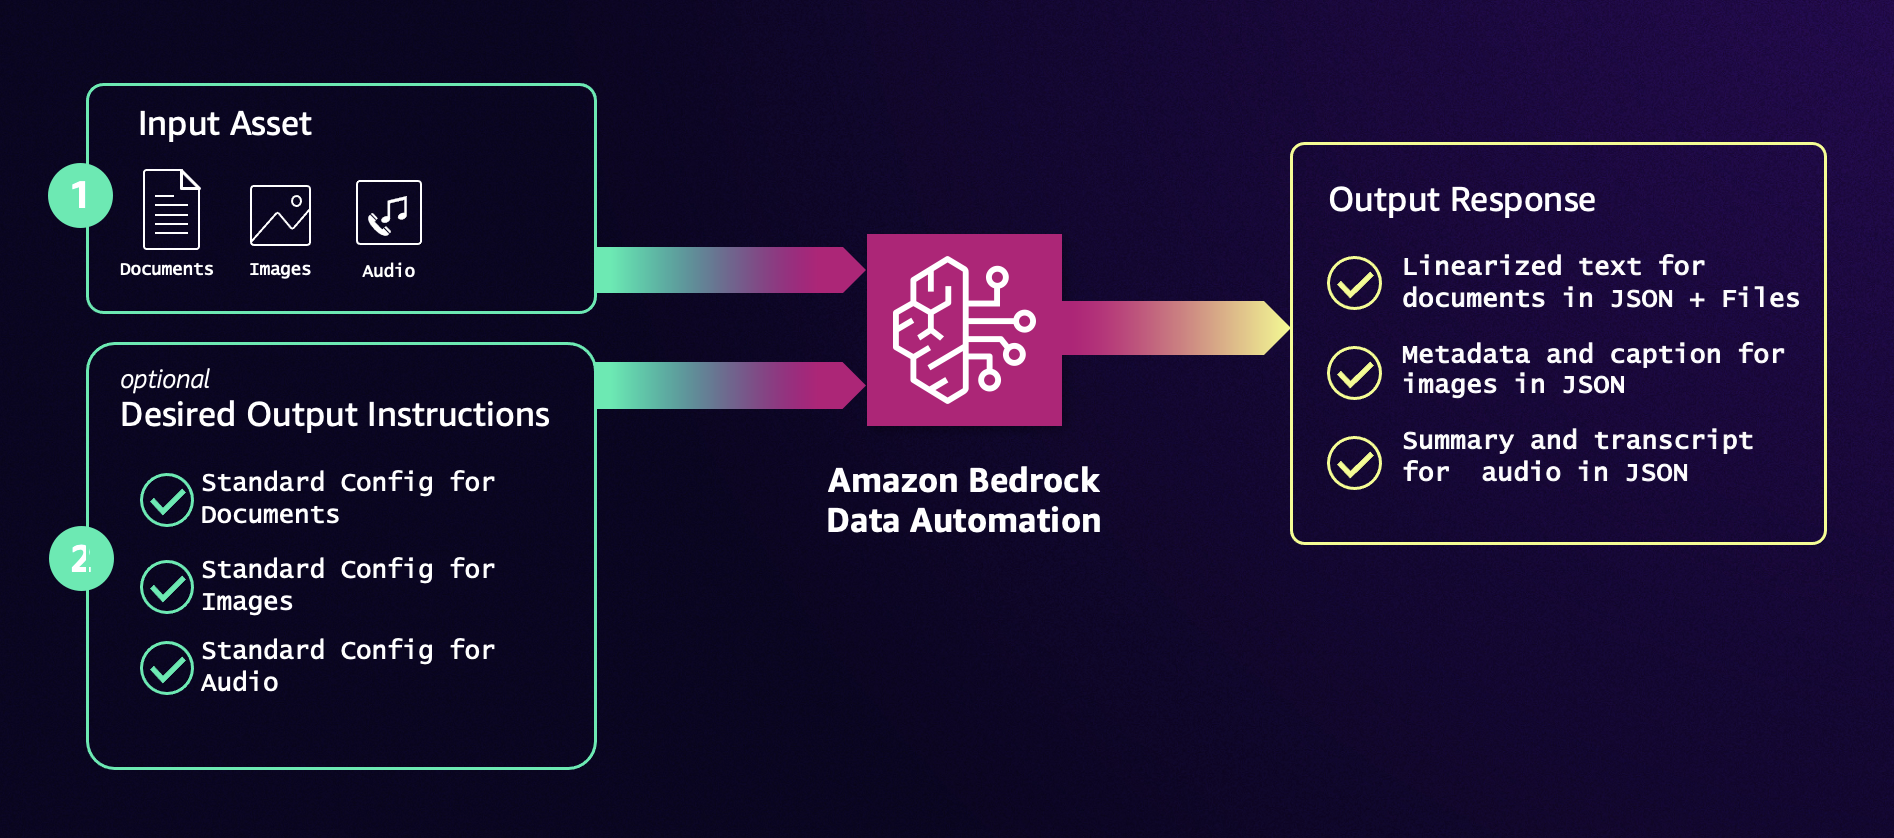 1
Input Asset
Documents
Images
Audio
2
optional
Desired Output Instructions
Standard Config for
Documents
Standard Config for
Images
Standard Config for
Audio
Amazon Bedrock
Data Automation
Output Response
Linearized text for
documents in JSON + Files
Metadata and caption for
images in JSON
Summary and transcript
for  audio in JSON